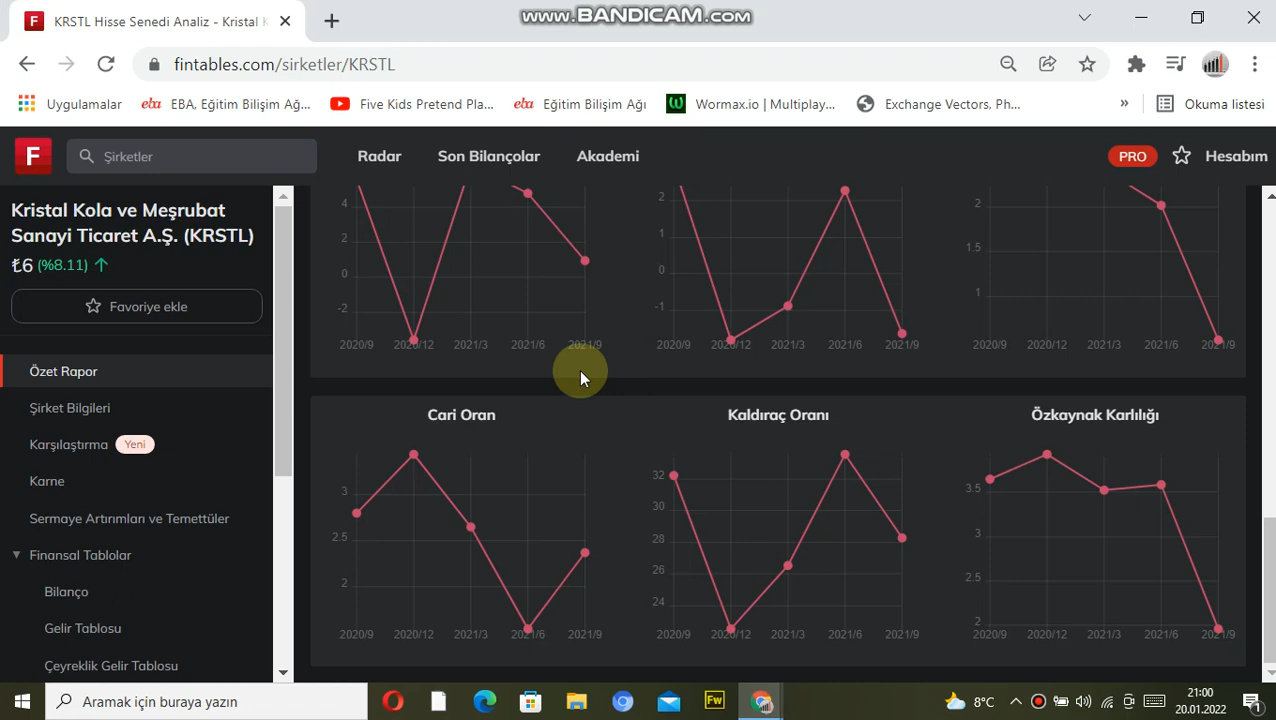 www.BANDICAM.com
F KRSTL Hisse Senedi Analiz - Kristal K
fintables.com/sirketler/KRSTL
Uygulamalar
eba EBA, Eğitim Bilişim Ağ...
Five Kids Pretend Pla...
eba Eğitim Bilişim Ağı
Wormax.io | Multiplay...
Exchange Vectors, Ph...
»
Okuma listesi
F
Şirketler
Radar
Son Bilançolar
Akademi
PRO
Hesabım
Kristal Kola ve Meşrubat
Sanayi Ticaret A.Ş. (KRSTL)
₺6 (%8.11)
Favoriye ekle
Özet Rapor
Şirket Bilgileri
Karşılaştırma Yeni
Karne
Sermaye Artırımları ve Temettüler
Finansal Tablolar
Bilanço
Gelir Tablosu
Çeyreklik Gelir Tablosu
4
2
0
-2
2020/9 2020/12 2021/3 2021/6 2021/9
2
1
0
-1
2020/9 2020/12 2021/3 2021/6 2021/9
2
1.5
1
2020/9 2020/12 2021/3 2021/6 2021/9
Cari Oran
3
2.5
2
2020/9 2020/12 2021/3 2021/6 2021/9
Kaldıraç Oranı
32
30
28
26
24
2020/9 2020/12 2021/3 2021/6 2021/9
Özkaynak Karlılığı
3.5
3
2.5
2
2020/9 2020/12 2021/3 2021/6 2021/9
Aramak için buraya yazın
Fw
8°C
21:00
20.01.2022
1